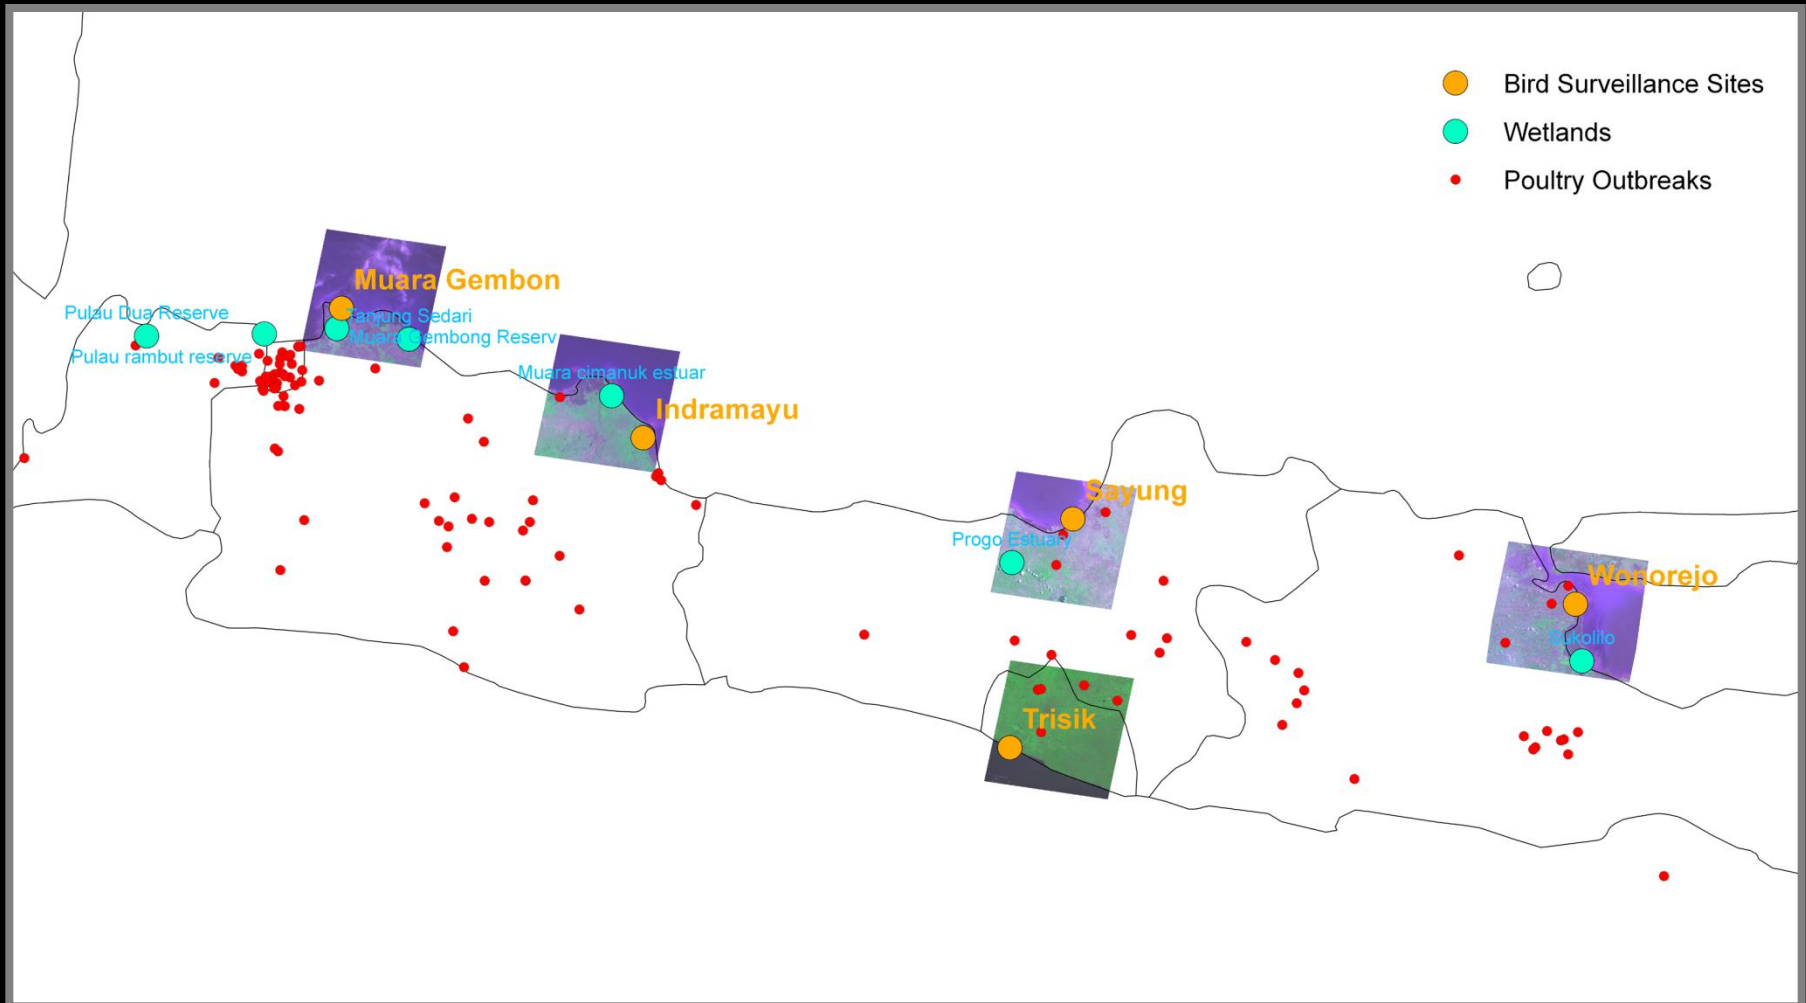 Bird Surveillance Sites
Wetlands
Poultry Outbreaks
Muara Gembon
Pulau Dua Reserve
Tanjung Sedari
Muara Gembong Reserv
Pulau rambut reserve
Muara cimanuk estuar
Indramayu
Sayung
Progo Estuary
Wonorejo
Sukolilo
Trisik